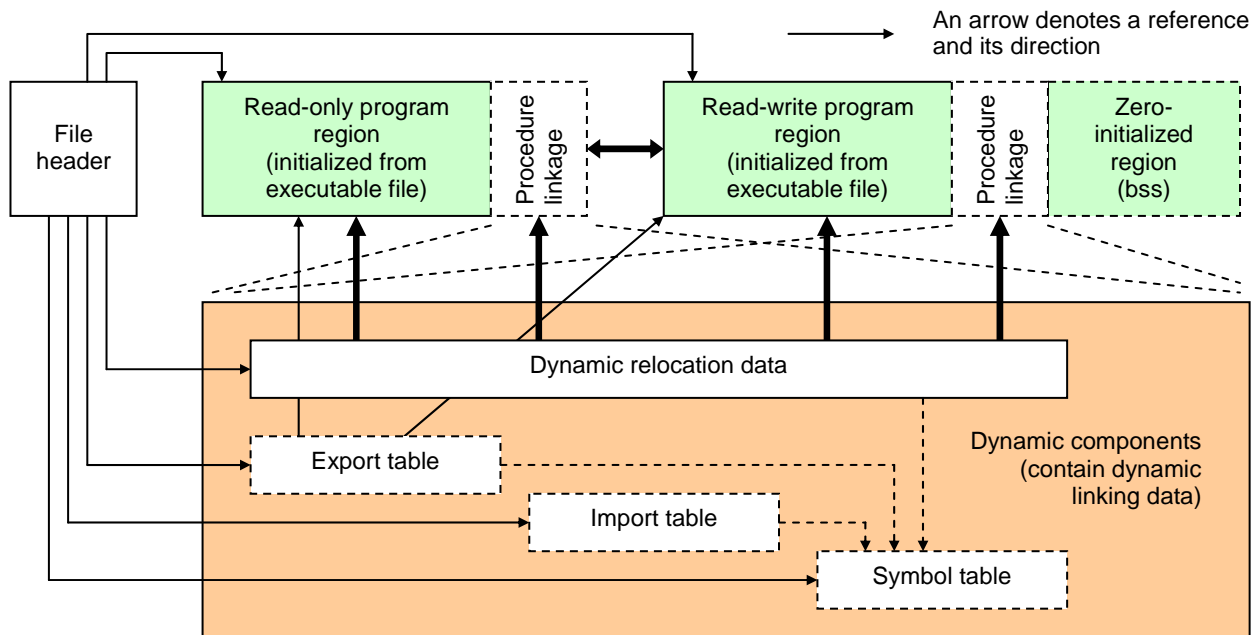 An arrow denotes a reference
and its direction
File
header
Read-only program
region
(initialized from
executable file)
Procedure
linkage
Read-write program
region
(initialized from
executable file)
Procedure
linkage
Zero-
initialized
region
(bss)
Dynamic relocation data
Export table
Dynamic components
(contain dynamic
linking data)
Import table
Symbol table